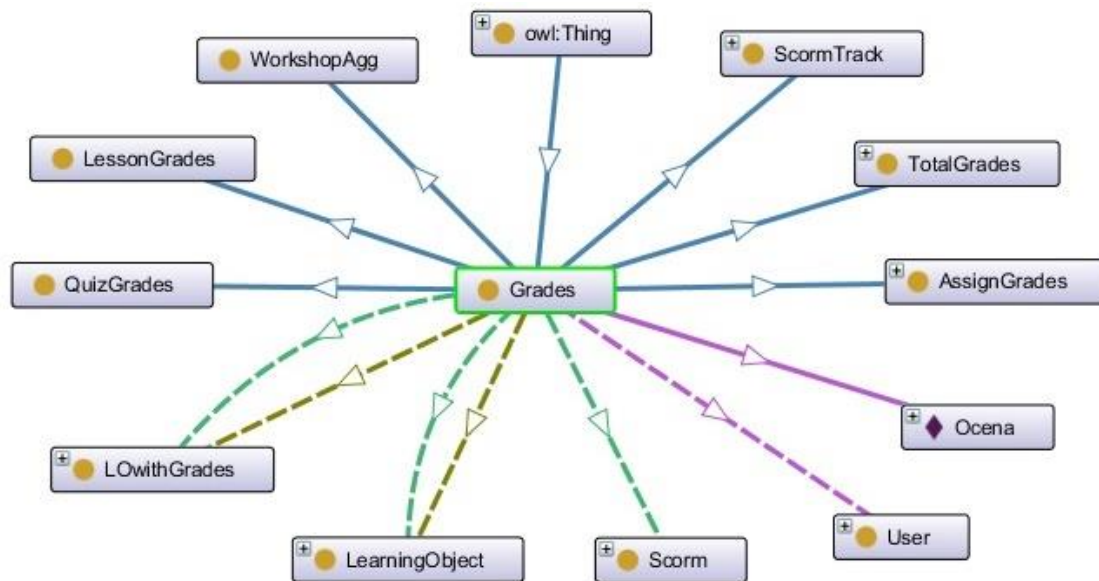 owl:Thing
WorkshopAgg
ScormTrack
LessonGrades
TotalGrades
QuizGrades
Grades
AssignGrades
Ocena
LOwithGrades
User
LearningObject
Scorm